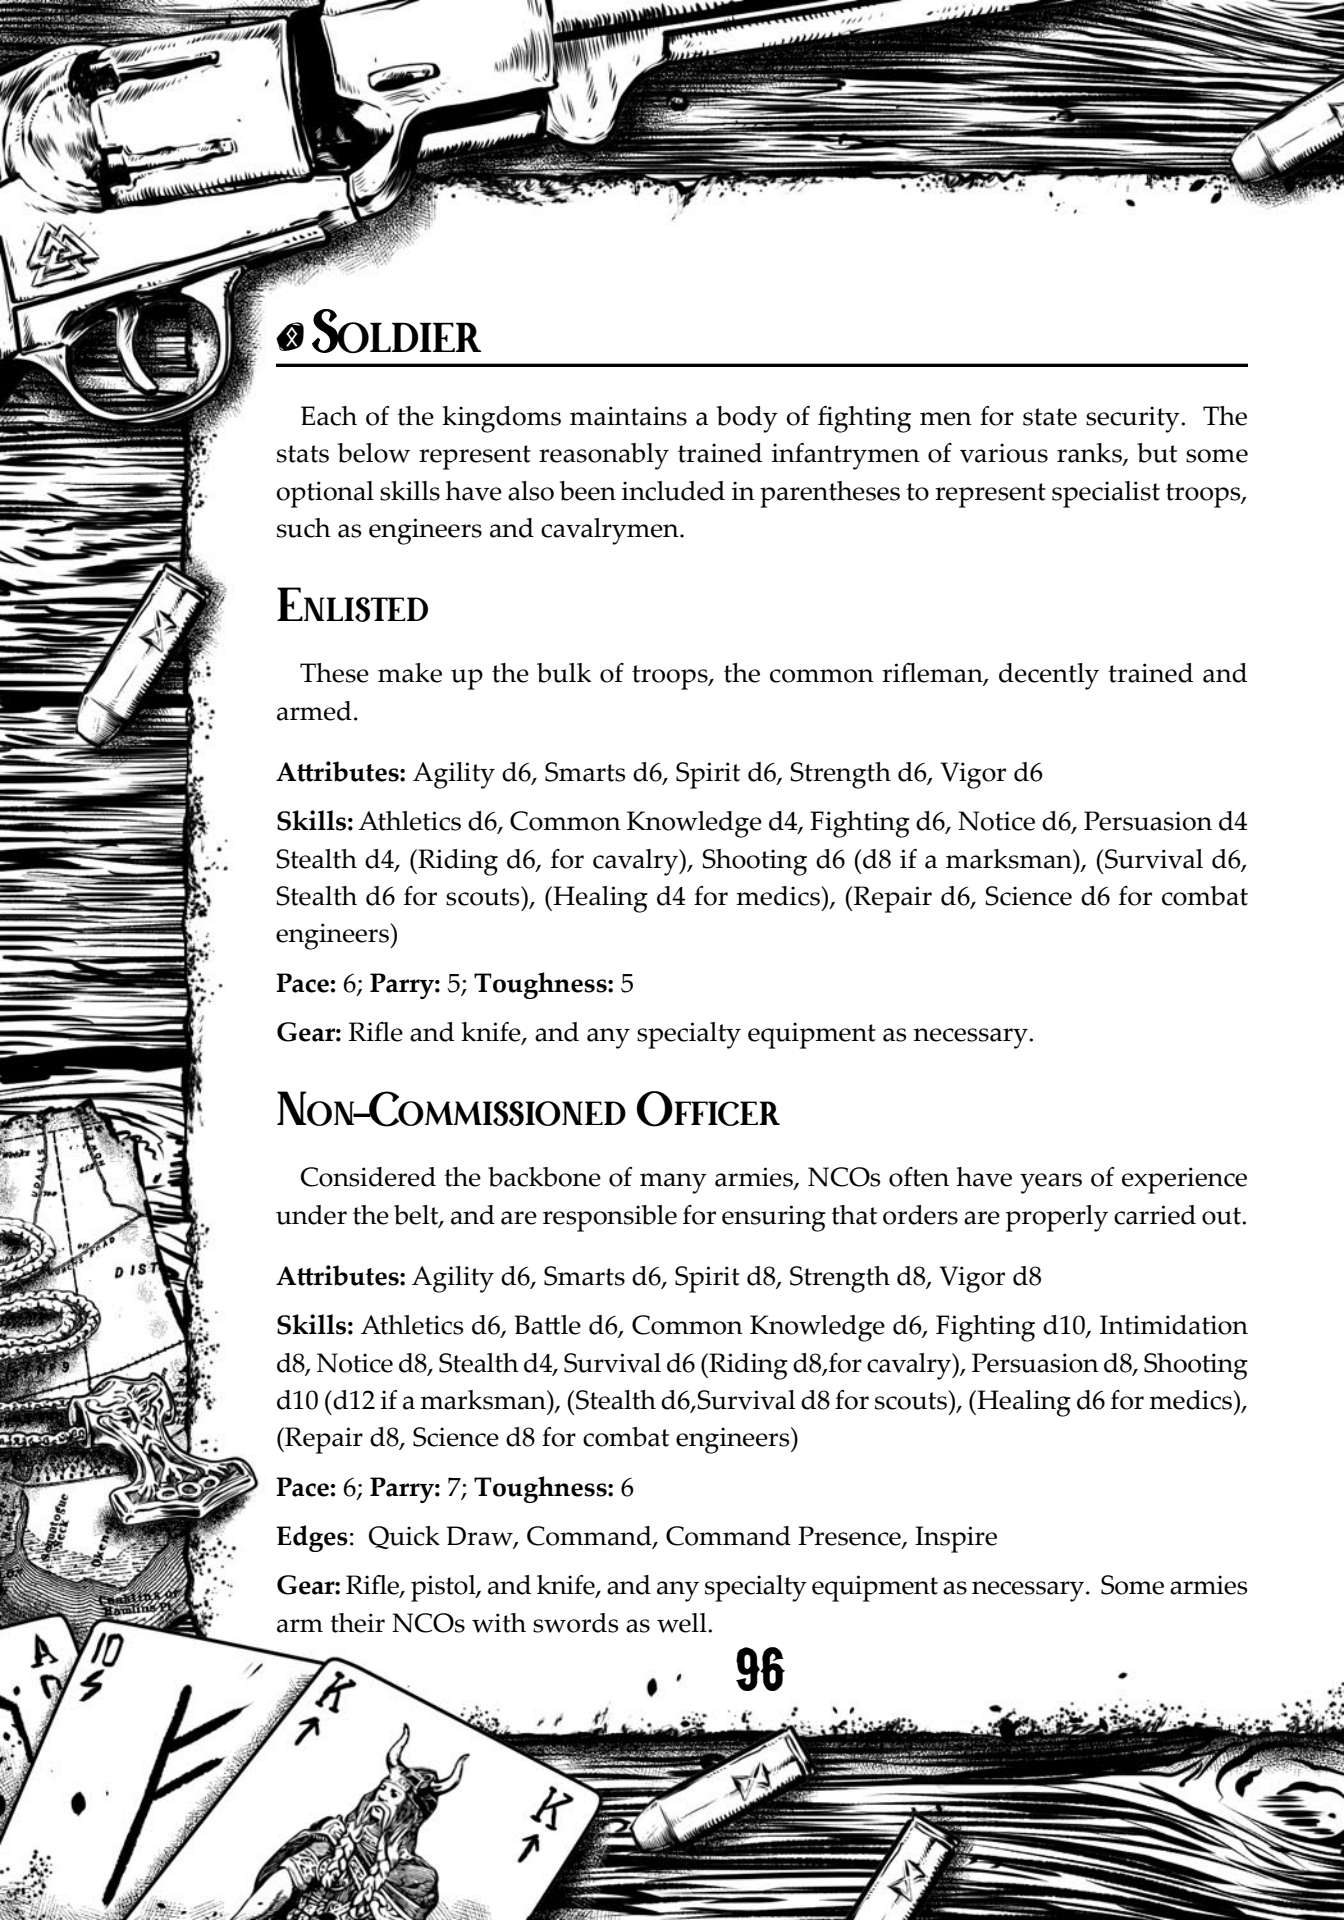 SOLDIER
Each of the kingdoms maintains a body of fighting men for state security.  The
stats below represent reasonably trained infantrymen of various ranks, but some
optional skills have also been included in parentheses to represent specialist troops,
such as engineers and cavalrymen.
ENLISTED
These make up the bulk of troops, the common rifleman, decently trained and
armed.
Attributes: Agility d6, Smarts d6, Spirit d6, Strength d6, Vigor d6
Skills: Athletics d6, Common Knowledge d4, Fighting d6, Notice d6, Persuasion d4
Stealth d4, (Riding d6, for cavalry), Shooting d6 (d8 if a marksman), (Survival d6,
Stealth d6 for scouts), (Healing d4 for medics), (Repair d6, Science d6 for combat
engineers)
Pace: 6; Parry: 5; Toughness: 5
Gear: Rifle and knife, and any specialty equipment as necessary.
NON-COMMISSIONED OFFICER
Considered the backbone of many armies, NCOs often have years of experience
under the belt, and are responsible for ensuring that orders are properly carried out.
Attributes: Agility d6, Smarts d6, Spirit d8, Strength d8, Vigor d8
Skills: Athletics d6, Battle d6, Common Knowledge d6, Fighting d10, Intimidation
d8, Notice d8, Stealth d4, Survival d6 (Riding d8,for cavalry), Persuasion d8, Shooting
d10 (d12 if a marksman), (Stealth d6,Survival d8 for scouts), (Healing d6 for medics),
(Repair d8, Science d8 for combat engineers)
Pace: 6; Parry: 7; Toughness: 6
Edges:  Quick Draw, Command, Command Presence, Inspire
Gear: Rifle, pistol, and knife, and any specialty equipment as necessary.  Some armies
arm their NCOs with swords as well.
96
DIST
A
10
K
K